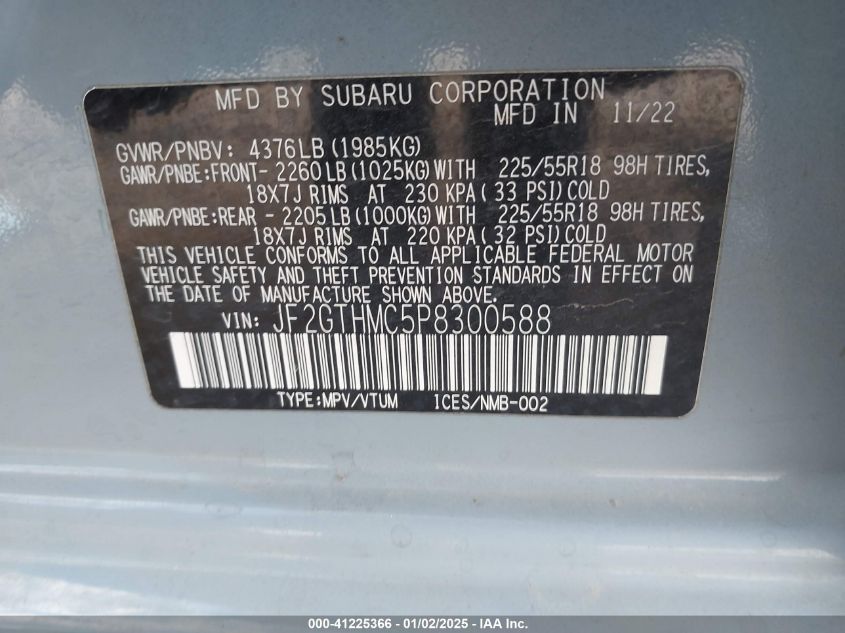 MFD BY SUBARU CORPORATION
MFD IN 11/22
GVWR/PNBV: 4376LB(1985KG)
GAWR/PNBE:FRONT- 2260LB(1025KG)WITH 225/55R18 98H TIRES,
18X7J RIMS AT 230 KPA( 33 PSI)COLD
GAWR/PNBE:REAR - 2205LB(1000KG)WITH 225/55R18 98H TIRES,
18X7J RIMS AT 220 KPA( 32 PSI)COLD
THIS VEHICLE CONFORMS TO ALL APPLICABLE FEDERAL MOTOR
VEHICLE SAFETY AND THEFT PREVENTION STANDARDS IN EFFECT ON
THE DATE OF MANUFACTURE SHOWN ABOVE.
VIN: JF2GTHMC5P8300588
TYPE:MPV/VTUM ICES/NMB-002
000-41225366 - 01/02/2025 - IAA Inc.